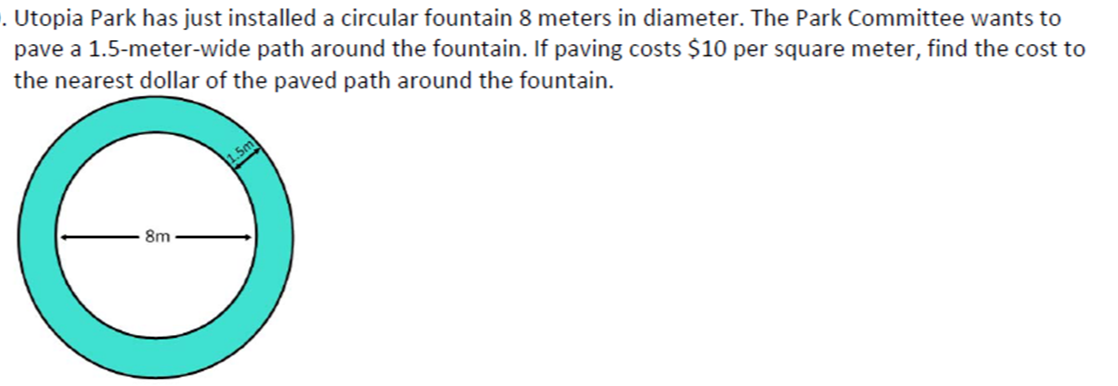 . Utopia Park has just installed a circular fountain 8 meters in diameter. The Park Committee wants to
pave a 1.5-meter-wide path around the fountain. If paving costs $10 per square meter, find the cost to
the nearest dollar of the paved path around the fountain.
1.5m
8m